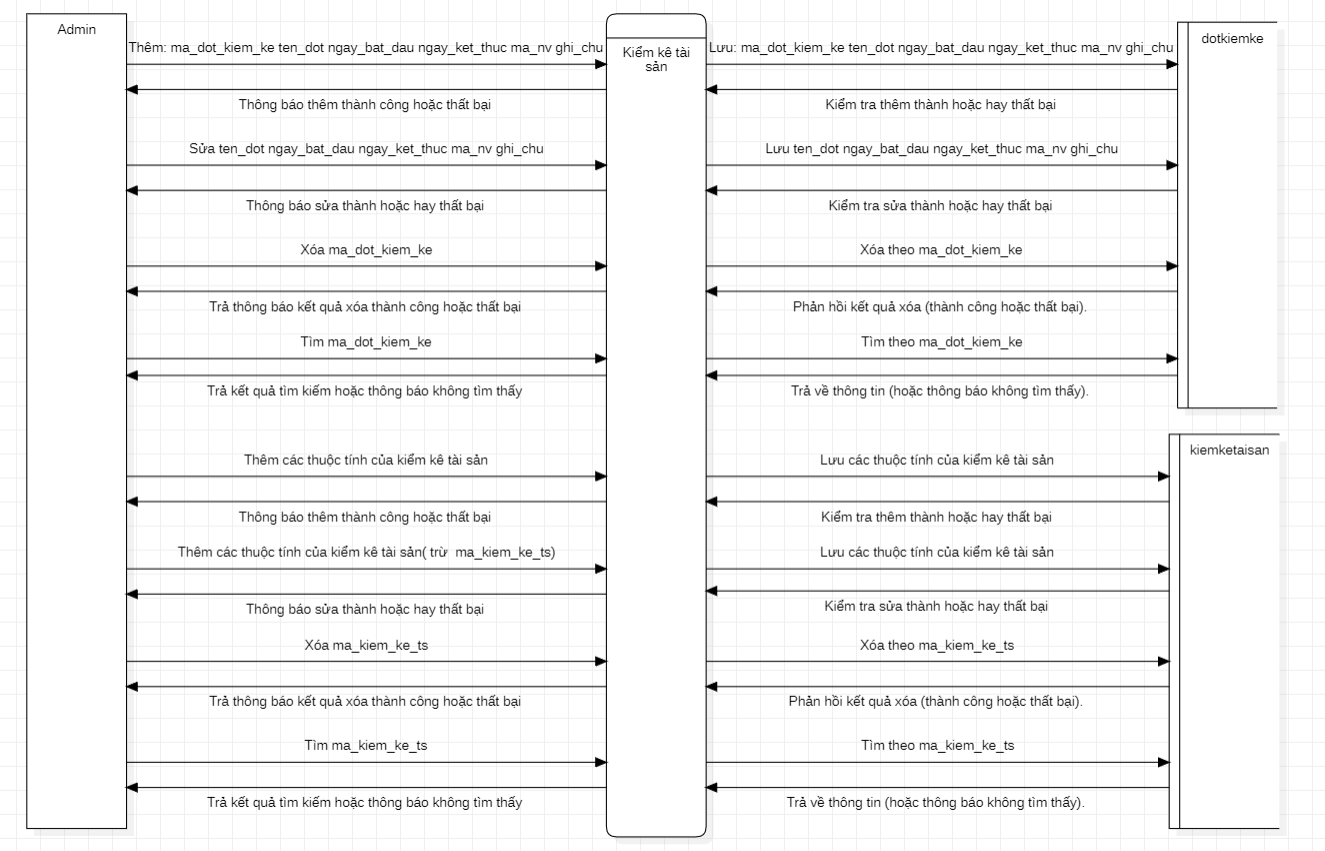 Admin
Kiểm kê tài
sản
dotkiemke
Thêm: ma_dot_kiem_ke ten_dot ngay_bat_dau ngay_ket_thuc ma_nv ghi_chu
Lưu: ma_dot_kiem_ke ten_dot ngay_bat_dau ngay_ket_thuc ma_nv ghi_chu
Thông báo thêm thành công hoặc thất bại
Kiểm tra thêm thành hoặc hay thất bại
Sửa ten_dot ngay_bat_dau ngay_ket_thuc ma_nv ghi_chu
Lưu ten_dot ngay_bat_dau ngay_ket_thuc ma_nv ghi_chu
Thông báo sửa thành hoặc hay thất bại
Kiểm tra sửa thành hoặc hay thất bại
Xóa ma_dot_kiem_ke
Xóa theo ma_dot_kiem_ke
Trả thông báo kết quả xóa thành công hoặc thất bại
Phản hồi kết quả xóa (thành công hoặc thất bại).
Tìm ma_dot_kiem_ke
Tìm theo ma_dot_kiem_ke
Trả kết quả tìm kiếm hoặc thông báo không tìm thấy
Trả về thông tin (hoặc thông báo không tìm thấy).
kiemketaisan
Thêm các thuộc tính của kiểm kê tài sản
Lưu các thuộc tính của kiểm kê tài sản
Thông báo thêm thành công hoặc thất bại
Kiểm tra thêm thành hoặc hay thất bại
Thêm các thuộc tính của kiểm kê tài sản( trừ  ma_kiem_ke_ts)
Lưu các thuộc tính của kiểm kê tài sản
Thông báo sửa thành hoặc hay thất bại
Kiểm tra sửa thành hoặc hay thất bại
Xóa ma_kiem_ke_ts
Xóa theo ma_kiem_ke_ts
Trả thông báo kết quả xóa thành công hoặc thất bại
Phản hồi kết quả xóa (thành công hoặc thất bại).
Tìm ma_kiem_ke_ts
Tìm theo ma_kiem_ke_ts
Trả kết quả tìm kiếm hoặc thông báo không tìm thấy
Trả về thông tin (hoặc thông báo không tìm thấy).